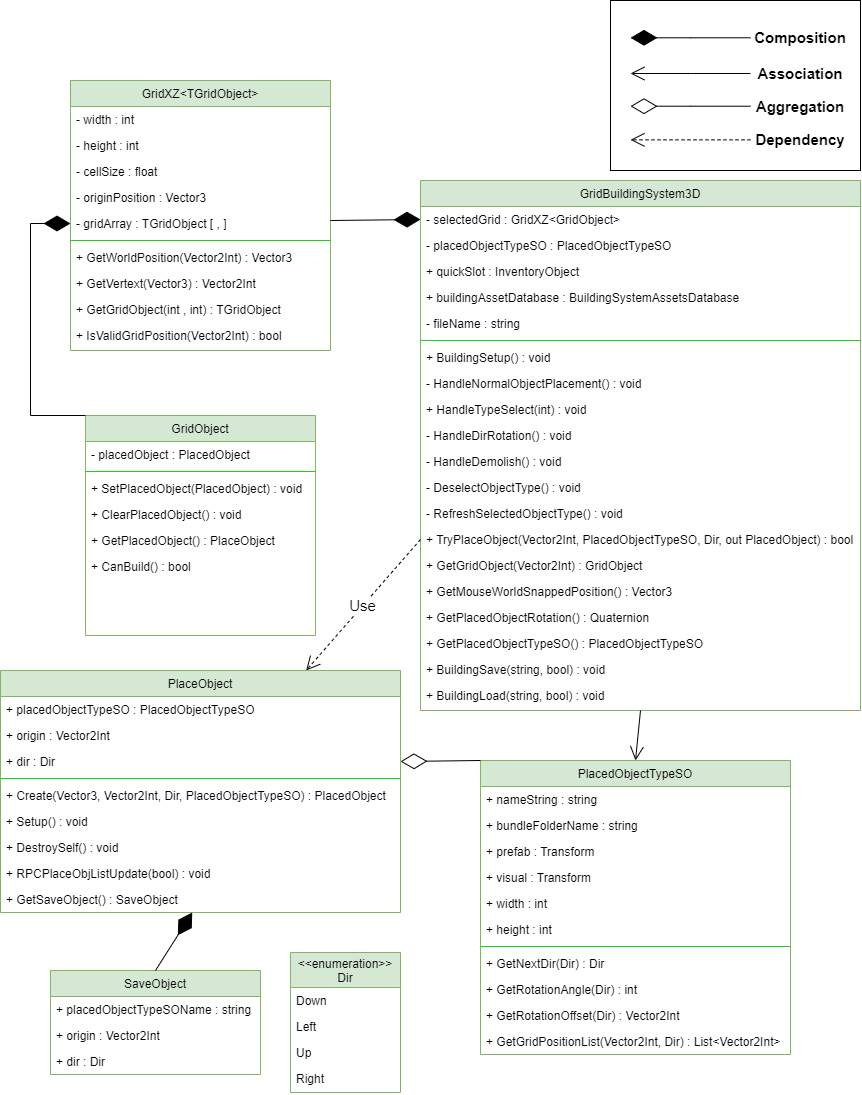 Composition
Association
Aggregation
Dependency
GridXZ<TGridObject>
- width : int
- height : int
- cellSize : float
- originPosition : Vector3
- gridArray : TGridObject [ , ]
+ GetWorldPosition(Vector2Int) : Vector3
+ GetVertext(Vector3) : Vector2Int
+ GetGridObject(int , int) : TGridObject
+ IsValidGridPosition(Vector2Int) : bool
GridBuildingSystem3D
- selectedGrid : GridXZ<GridObject>
- placedObjectTypeSO : PlacedObjectTypeSO
+ quickSlot : InventoryObject
+ buildingAssetDatabase : BuildingSystemAssetsDatabase
- fileName : string
+ BuildingSetup() : void
- HandleNormalObjectPlacement() : void
+ HandleTypeSelect(int) : void
- HandleDirRotation() : void
- HandleDemolish() : void
- DeselectObjectType() : void
- RefreshSelectedObjectType() : void
+ TryPlaceObject(Vector2Int, PlacedObjectTypeSO, Dir, out PlacedObject) : bool
+ GetGridObject(Vector2Int) : GridObject
+ GetMouseWorldSnappedPosition() : Vector3
+ GetPlacedObjectRotation() : Quaternion
+ GetPlacedObjectTypeSO() : PlacedObjectTypeSO
+ BuildingSave(string, bool) : void
+ BuildingLoad(string, bool) : void
GridObject
- placedObject : PlacedObject
+ SetPlacedObject(PlacedObject) : void
+ ClearPlacedObject() : void
+ GetPlacedObject() : PlaceObject
+ CanBuild() : bool
Use
PlaceObject
+ placedObjectTypeSO : PlacedObjectTypeSO
+ origin : Vector2Int
+ dir : Dir
+ Create(Vector3, Vector2Int, Dir, PlacedObjectTypeSO) : PlacedObject
+ Setup() : void
+ DestroySelf() : void
+ RPCPlaceObjListUpdate(bool) : void
+ GetSaveObject() : SaveObject
PlacedObjectTypeSO
+ nameString : string
+ bundleFolderName : string
+ prefab : Transform
+ visual : Transform
+ width : int
+ height : int
+ GetNextDir(Dir) : Dir
+ GetRotationAngle(Dir) : int
+ GetRotationOffset(Dir) : Vector2Int
+ GetGridPositionList(Vector2Int, Dir) : List<Vector2Int>
SaveObject
+ placedObjectTypeSOName : string
+ origin : Vector2Int
+ dir : Dir
<<enumeration>>
Dir
Down
Left
Up
Right